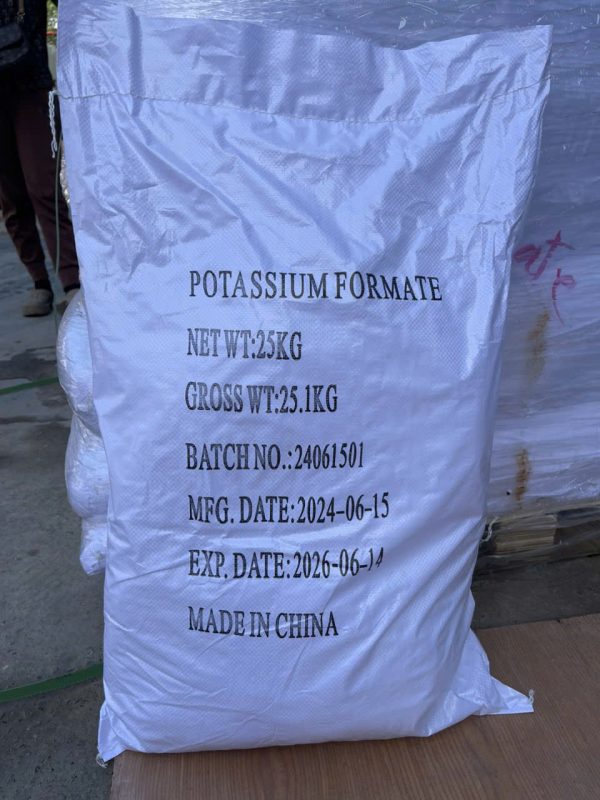 POTASSIUM FORMATE
NET WT:25KG
GROSS WT:25.1KG
BATCH NO.:24061501
MFG. DATE:2024-06-15
EXP. DATE:2026-06-14
MADE IN CHINA
ate